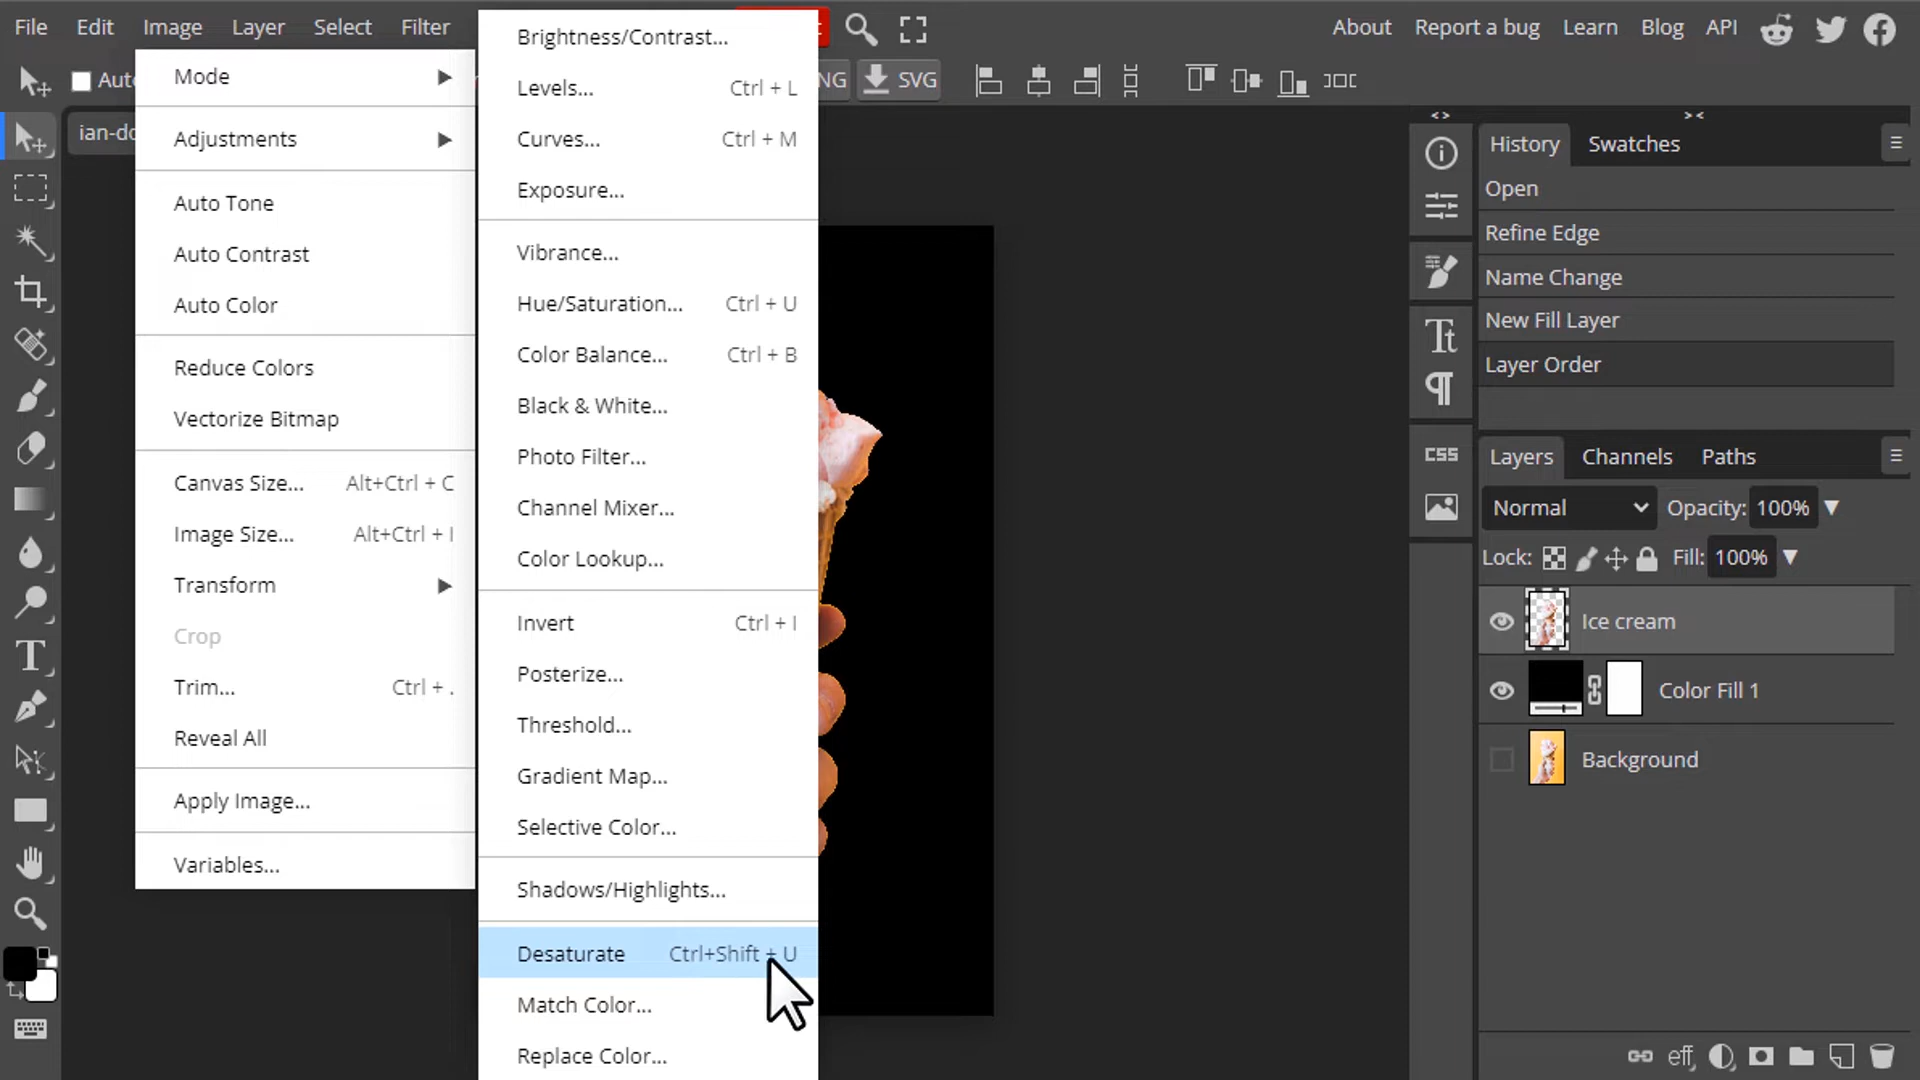 File Edit Image Layer Select Filter
About Report a bug Learn Blog API
NG SVG
ian-do
Mode
Adjustments
Auto Tone
Auto Contrast
Auto Color
Reduce Colors
Vectorize Bitmap
Canvas Size... Alt+Ctrl + C
Image Size... Alt+Ctrl + I
Transform
Crop
Trim... Ctrl + .
Reveal All
Apply Image...
Variables...
Brightness/Contrast...
Levels... Ctrl + L
Curves... Ctrl + M
Exposure...
Vibrance...
Hue/Saturation... Ctrl + U
Color Balance... Ctrl + B
Black & White...
Photo Filter...
Channel Mixer...
Color Lookup...
Invert Ctrl + I
Posterize...
Threshold...
Gradient Map...
Selective Color...
Shadows/Highlights...
Desaturate Ctrl+Shift + U
Match Color...
Replace Color...
CSS
History Swatches
Open
Refine Edge
Name Change
New Fill Layer
Layer Order
Layers Channels Paths
Normal Opacity: 100%
Lock: Fill: 100%
Ice cream
Color Fill 1
Background
eff